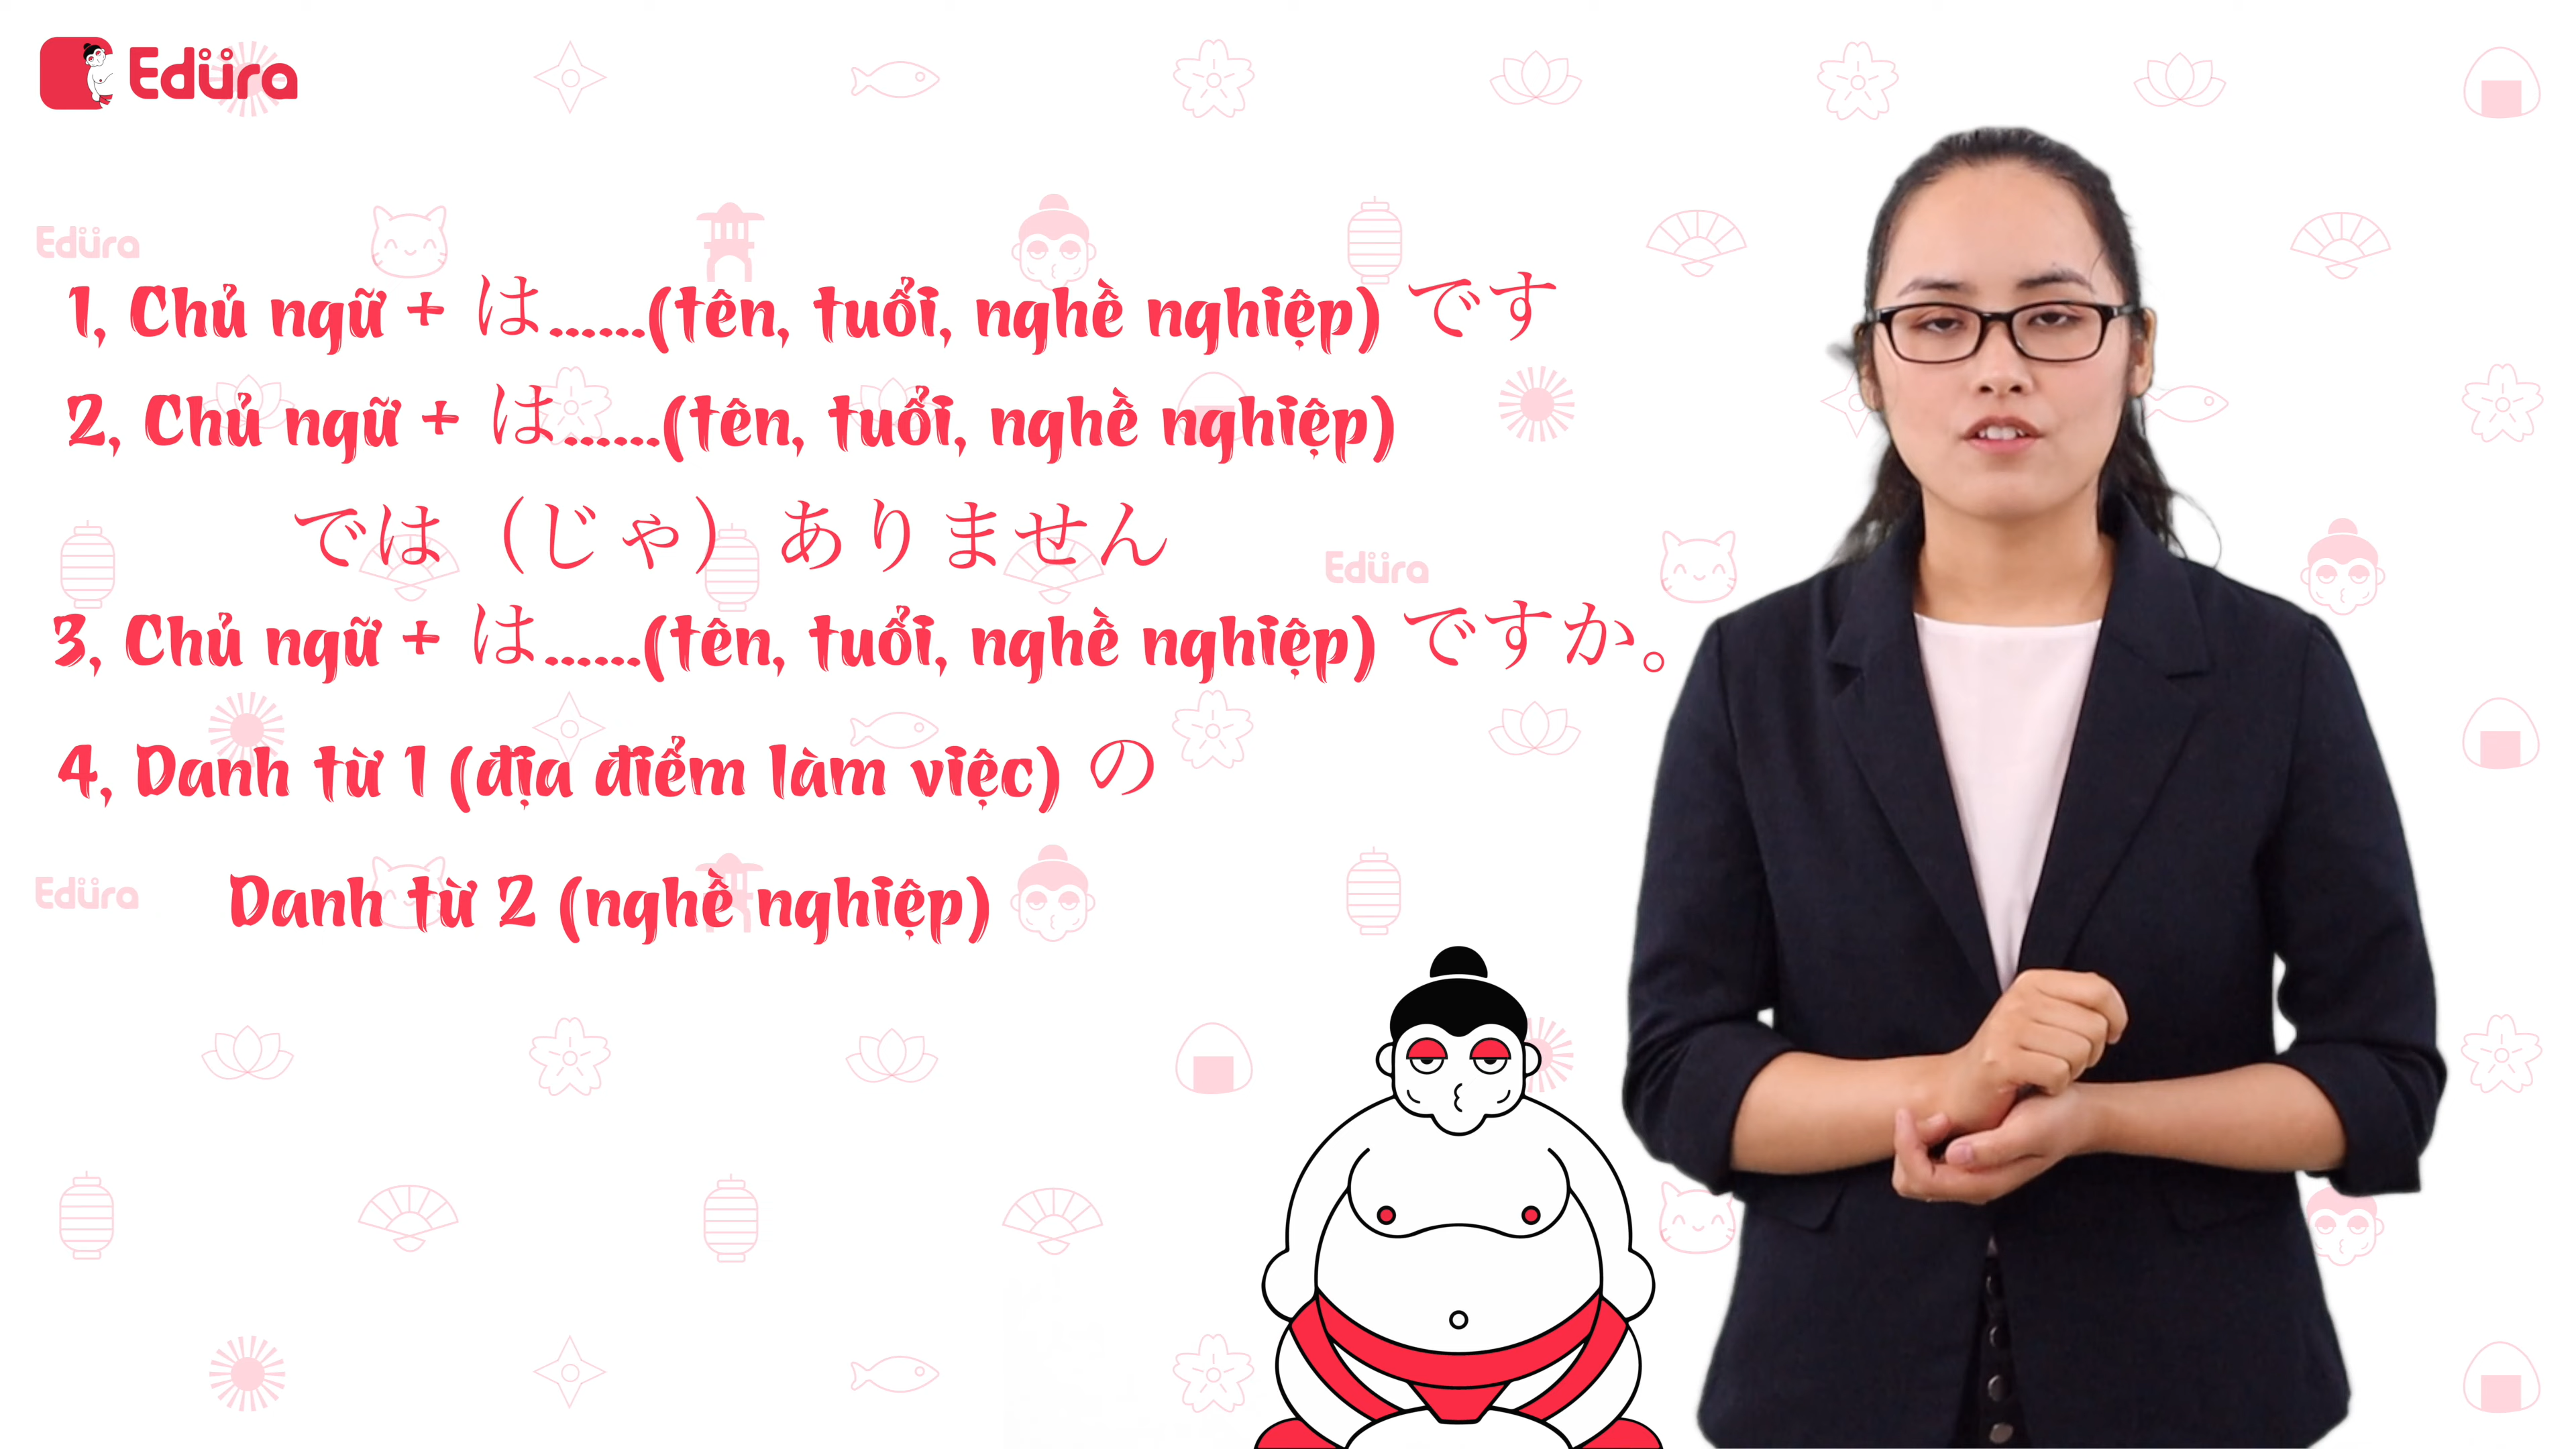 Edüra
Edüra
1, Chủ ngữ + は......(tên, tuổi, nghề nghiệp) です
2, Chủ ngữ + は......(tên, tuổi, nghề nghiệp)
では（じゃ）ありません
Edüra
3, Chủ ngữ + は......(tên, tuổi, nghề nghiệp) ですか。
4, Danh từ 1 (địa điểm làm việc) の
Edüra
Danh từ 2 (nghề nghiệp)